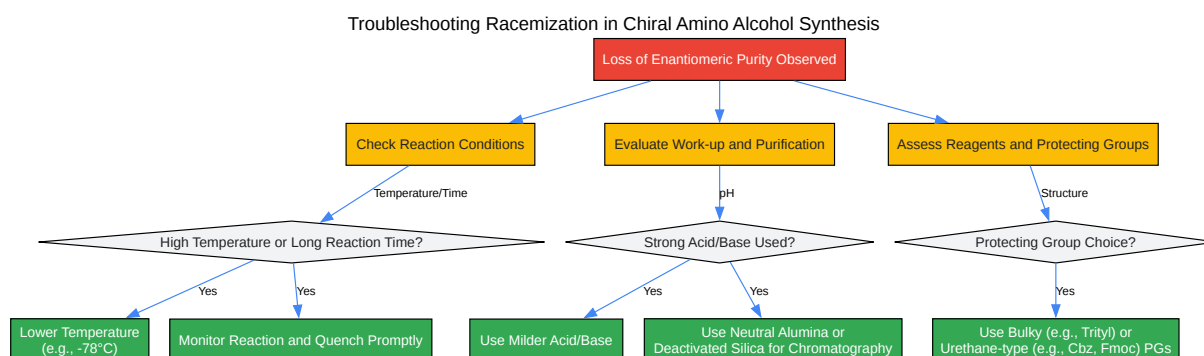 Troubleshooting Racemization in Chiral Amino Alcohol Synthesis
Loss of Enantiomeric Purity Observed
Check Reaction Conditions
Evaluate Work-up and Purification
Assess Reagents and Protecting Groups
Temperature/Time
pH
Structure
High Temperature or Long Reaction Time?
Strong Acid/Base Used?
Protecting Group Choice?
Yes
Yes
Yes
Yes
Yes
Lower Temperature
(e.g., -78°C)
Monitor Reaction and Quench Promptly
Use Milder Acid/Base
Use Neutral Alumina or
Deactivated Silica for Chromatography
Use Bulky (e.g., Trityl) or
Urethane-type (e.g., Cbz, Fmoc) PGs